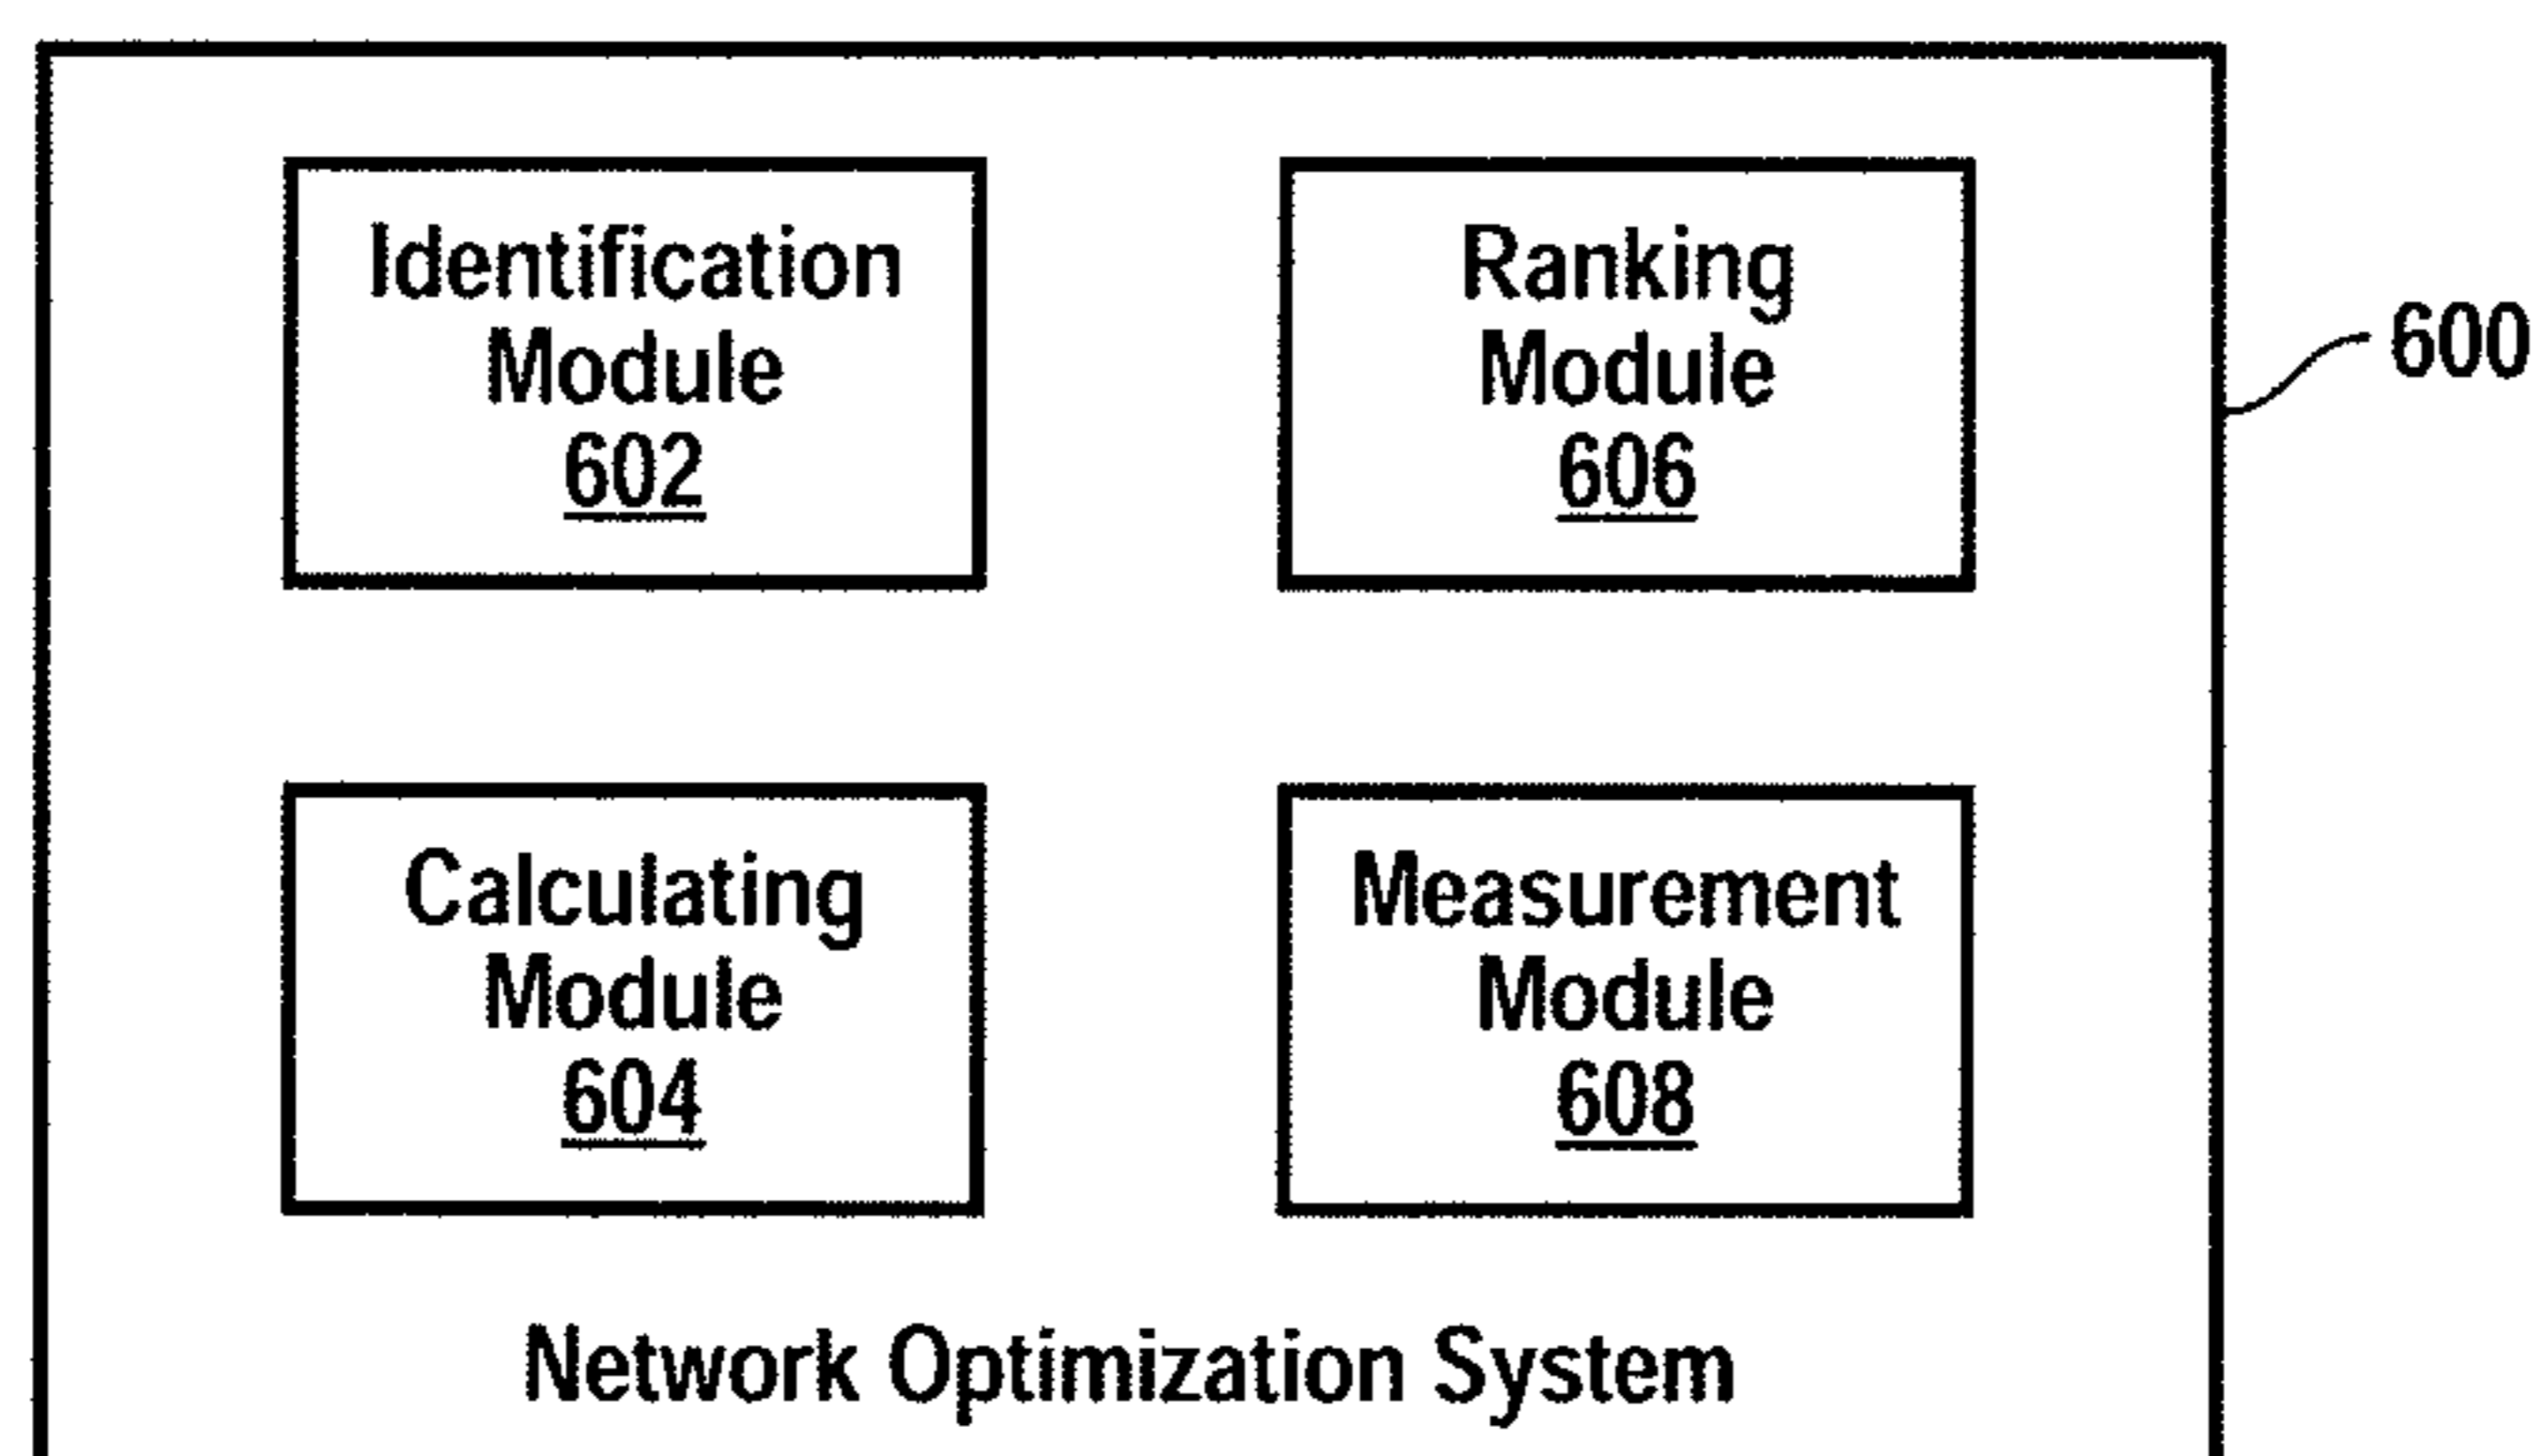 Identification
Module
602
Ranking
Module
606
600
Calculating
Module
604
Measurement
Module
608
Network Optimization System